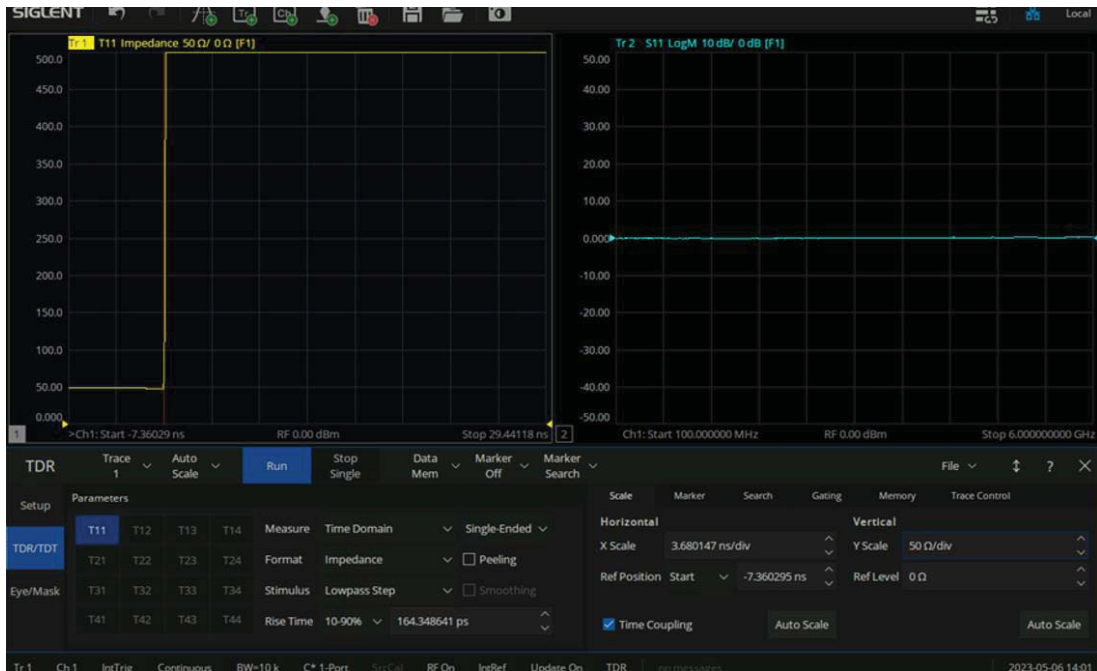 SIGLENT Local
Tr 1 T11 Impedance 50 Ω/ 0 Ω [F1]
500.0
450.0
400.0
350.0
300.0
250.0
200.0
150.0
100.0
50.00
0.000
1 >Ch1: Start -7.36029 ns RF 0.00 dBm Stop 29.44118 ns
Tr 2 S11 LogM 10 dB/ 0 dB [F1]
50.00
40.00
30.00
20.00
10.00
0.000
-10.00
-20.00
-30.00
-40.00
-50.00
2 Ch1: Start 100.000000 MHz RF 0.00 dBm Stop 6.000000000 GHz
TDR Trace 1 Auto Scale Run Stop Single Data Mem Marker Off Marker Search File ? X
Setup
TDR/TDT
Eye/Mask
Parameters
T11 T12 T13 T14 Measure Time Domain Single-Ended
T21 T22 T23 T24 Format Impedance Peeling
T31 T32 T33 T34 Stimulus Lowpass Step Smoothing
T41 T42 T43 T44 Rise Time 10-90% 164.348641 ps
Scale Marker Search Gating Memory Trace Control
Horizontal Vertical
X Scale 3.680147 ns/div Y Scale 50 Ω/div
Ref Position Start -7.360295 ns Ref Level 0 Ω
Time Coupling Auto Scale Auto Scale
Tr 1 Ch 1 IntTrig Continuous BW=10 k C* 1-Port SrcCal RF On IntRef Update On TDR no messages 2023-05-06 14:01